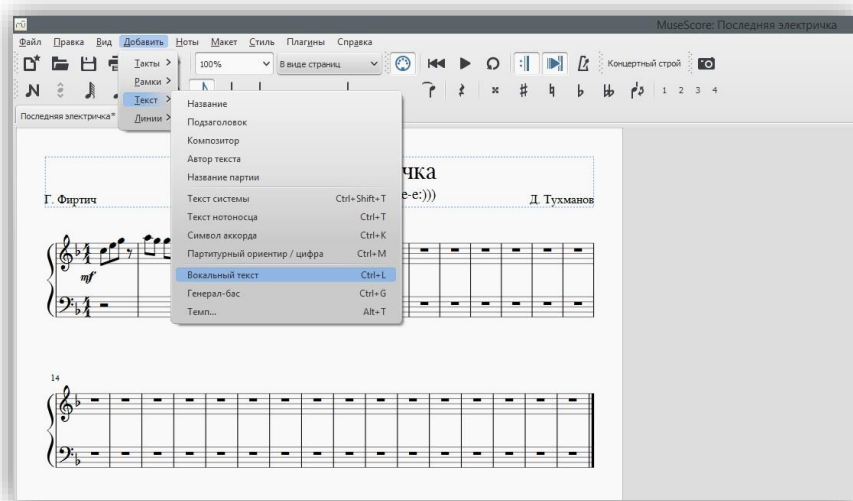 MuseScore: Последняя электричка
Файл Правка Вид Добавить Ноты Макет Стиль Плагины Справка
Такты 100% В виде страниц Концертный строй
Рамки
Текст 1 2 3 4
Линии
Последняя электричка*
Название
Подзаголовок
Композитор
Автор текста
Название партии
Текст системы Ctrl+Shift+T
Текст нотоносца Ctrl+T
Символ аккорда Ctrl+K
Партитурный ориентир / цифра Ctrl+M
Вокальный текст Ctrl+L
Генерал-бас Ctrl+G
Темп... Alt+T
чка
е-е:)))
Г. Фиртич Д. Тухманов
mf
14